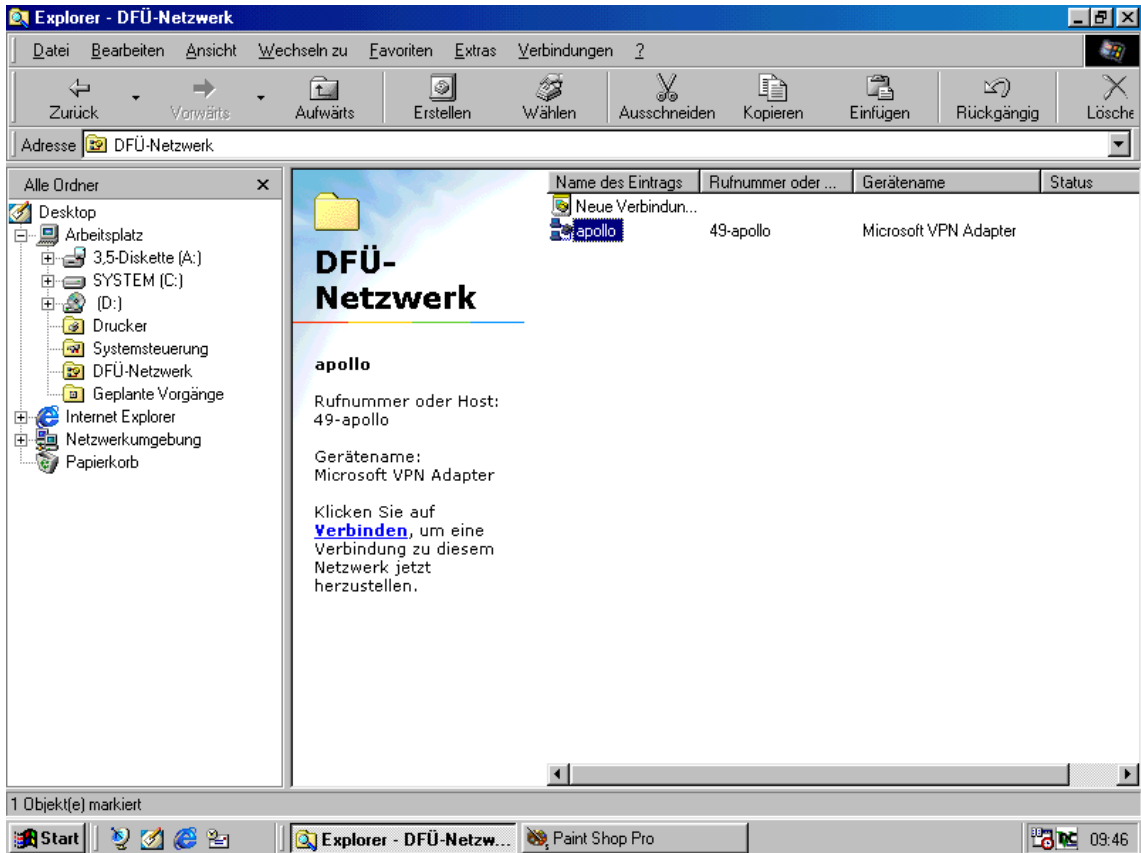 Explorer - DFÜ-Netzwerk
Datei Bearbeiten Ansicht Wechseln zu Favoriten Extras Verbindungen ?
Zurück Vorwärts Aufwärts Erstellen Wählen Ausschneiden Kopieren Einfügen Rückgängig Lösche
Adresse DFÜ-Netzwerk
Alle Ordner
Desktop
Arbeitsplatz
3,5-Diskette (A:)
SYSTEM (C:)
(D:)
Drucker
Systemsteuerung
DFÜ-Netzwerk
Geplante Vorgänge
Internet Explorer
Netzwerkumgebung
Papierkorb
DFÜ-
Netzwerk
apollo
Rufnummer oder Host:
49-apollo
Gerätename:
Microsoft VPN Adapter
Klicken Sie auf
Verbinden, um eine
Verbindung zu diesem
Netzwerk jetzt
herzustellen.
Name des Eintrags Rufnummer oder ... Gerätename Status
Neue Verbindun...
apollo 49-apollo Microsoft VPN Adapter
1 Objekt(e) markiert
Start Explorer - DFÜ-Netzw... Paint Shop Pro 09:46